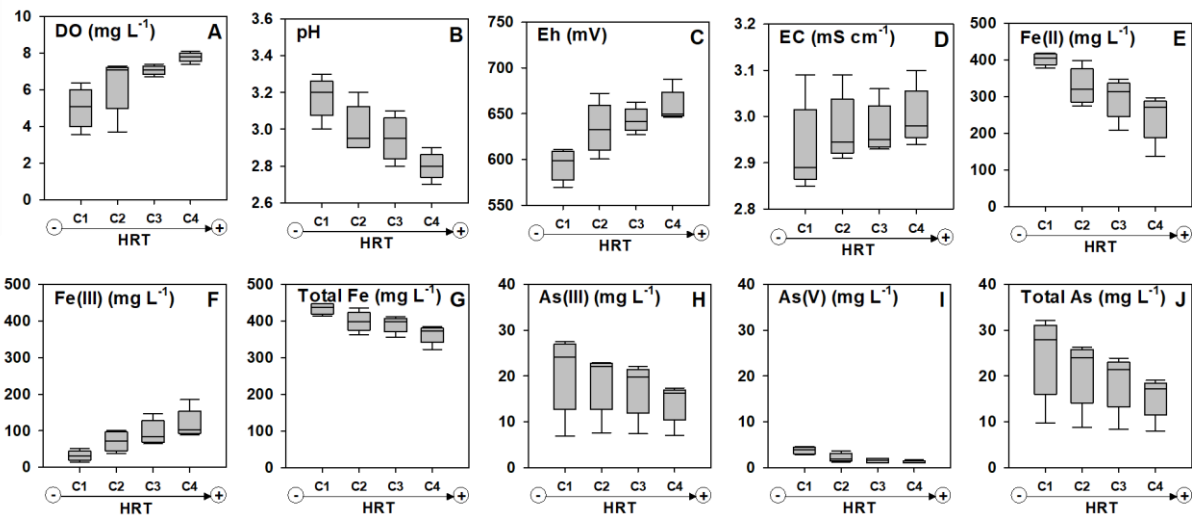 DO (mg L⁻¹) A
10
8
6
4
2
0
C1 C2 C3 C4
- +
HRT
pH B
3.6
3.4
3.2
3.0
2.8
2.6
C1 C2 C3 C4
- +
HRT
Eh (mV) C
750
700
650
600
550
C1 C2 C3 C4
- +
HRT
EC (mS cm⁻¹) D
3.2
3.1
3.0
2.9
2.8
C1 C2 C3 C4
- +
HRT
Fe(II) (mg L⁻¹) E
500
400
300
200
100
0
C1 C2 C3 C4
- +
HRT
Fe(III) (mg L⁻¹) F
500
400
300
200
100
0
C1 C2 C3 C4
- +
HRT
Total Fe (mg L⁻¹) G
500
400
300
200
100
0
C1 C2 C3 C4
- +
HRT
As(III) (mg L⁻¹) H
40
30
20
10
0
C1 C2 C3 C4
- +
HRT
As(V) (mg L⁻¹) I
40
30
20
10
0
C1 C2 C3 C4
- +
HRT
Total As (mg L⁻¹) J
40
30
20
10
0
C1 C2 C3 C4
- +
HRT